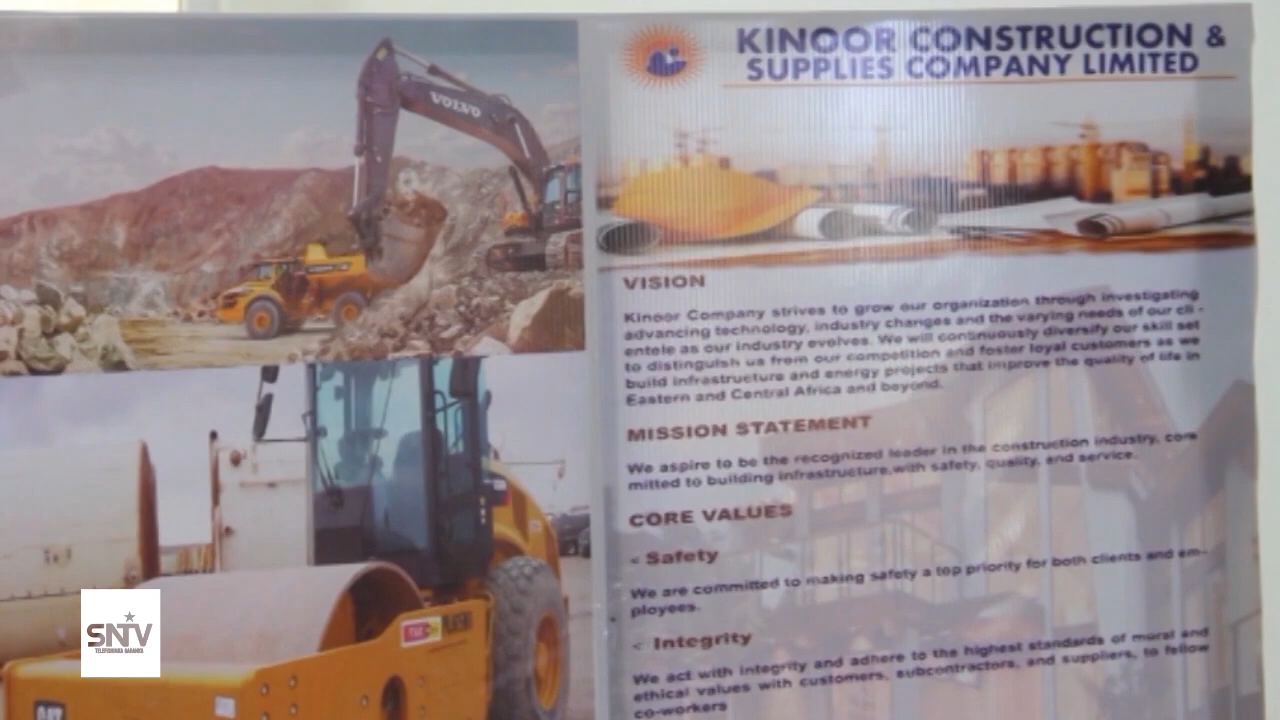 KINOOR CONSTRUCTION &
SUPPLIES COMPANY LIMITED
VOLVO
VISION
Kinoor Company strives to grow our organization through investigating
advancing technology, industry changes and the varying needs of our cli -
entele as our industry evolves. We will continuously diversify our skill set
to distinguish us from our competition and foster loyal customers as we
build infrastructure and energy projects that improve the quality of life in
Eastern and Central Africa and beyond.
MISSION STATEMENT
We aspire to be the recognized leader in the construction industry, com
mitted to building infrastructure,with safety, quality, and service.
CORE VALUES
< Safety
We are committed to making safety a top priority for both clients and em-
ployees.
< Integrity
We act with integrity and adhere to the highest standards of moral and
ethical values with customers, subcontractors, and suppliers, to fellow
co-workers
SNTV
TELEFISHINKA QARANKA
CAT